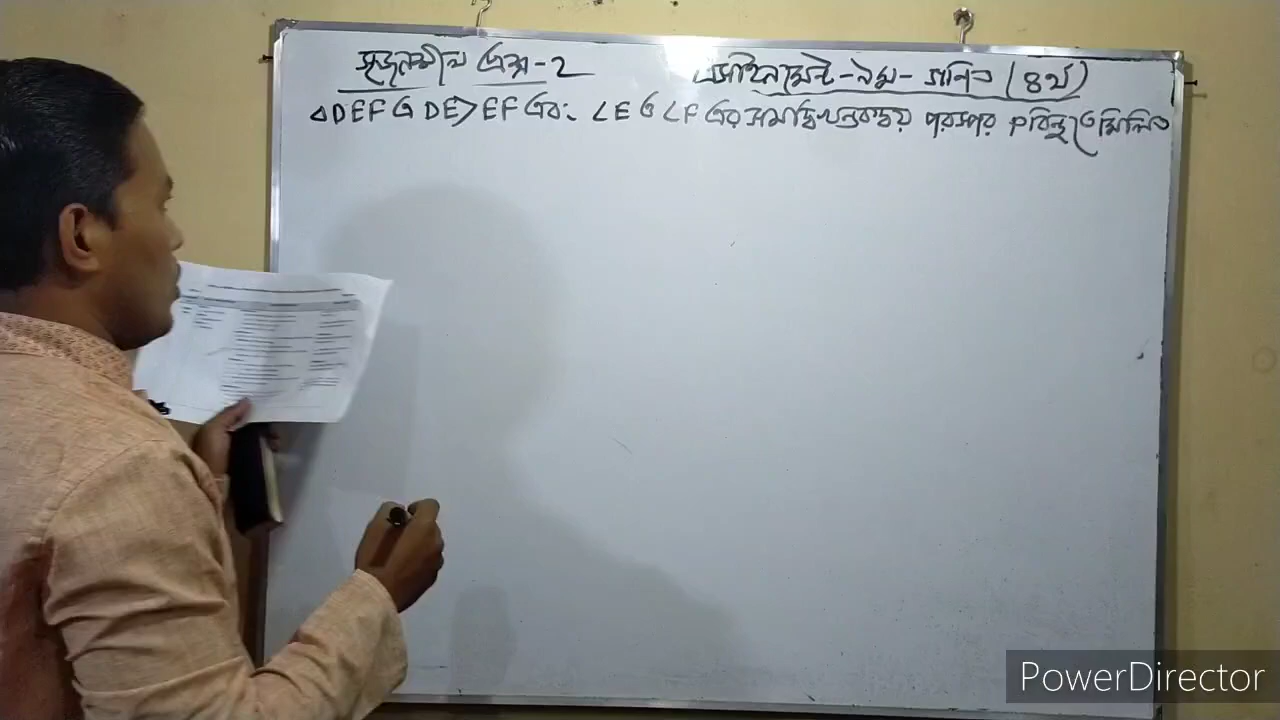 সৃজনশীল প্রশ্ন-2 এসাইনমেন্ট-৯ম-গণিত (৪র্থ)
△DEF এ DE>EF এবং ∠E ও ∠F এর সমদ্বিখন্ডকদ্বয় পরস্পর P বিন্দুতে মিলিত
PowerDirector